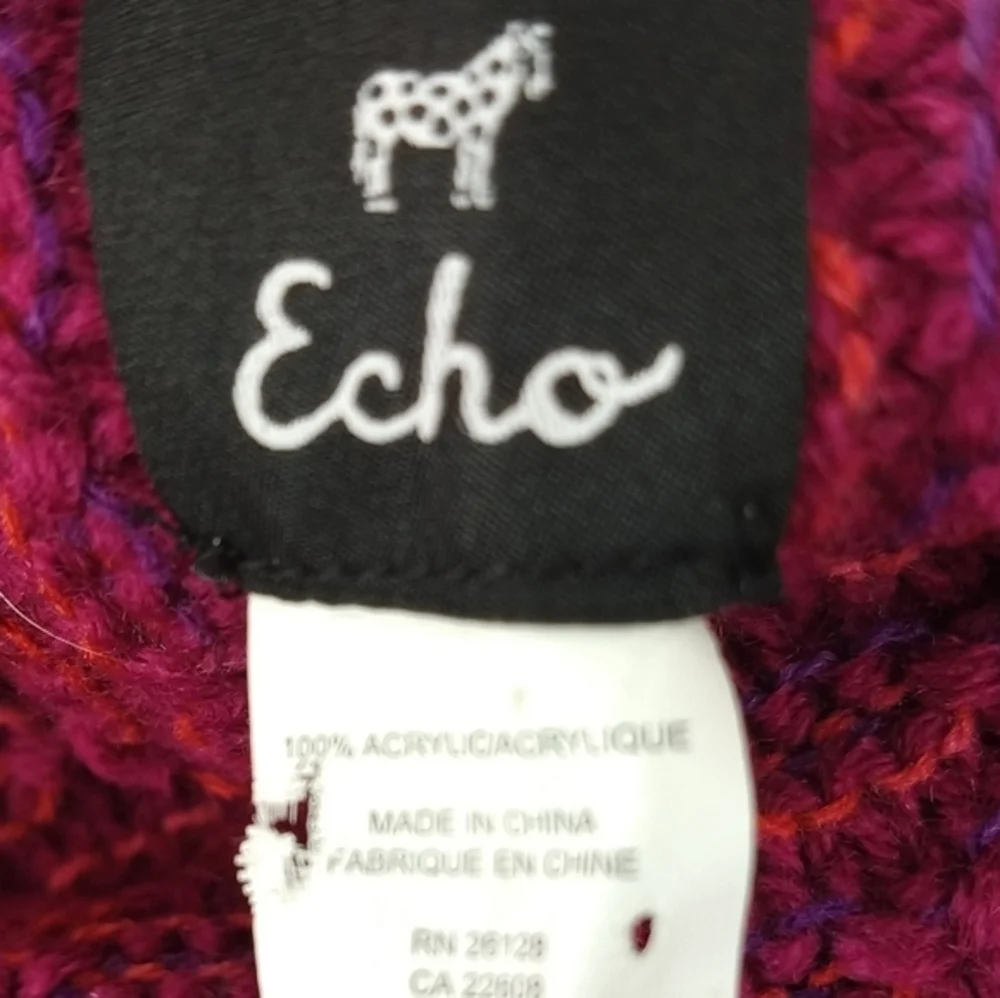 Echo
100% ACRYLIC/ACRYLIQUE
MADE IN CHINA
FABRIQUE EN CHINE
RN 26128
CA 22608